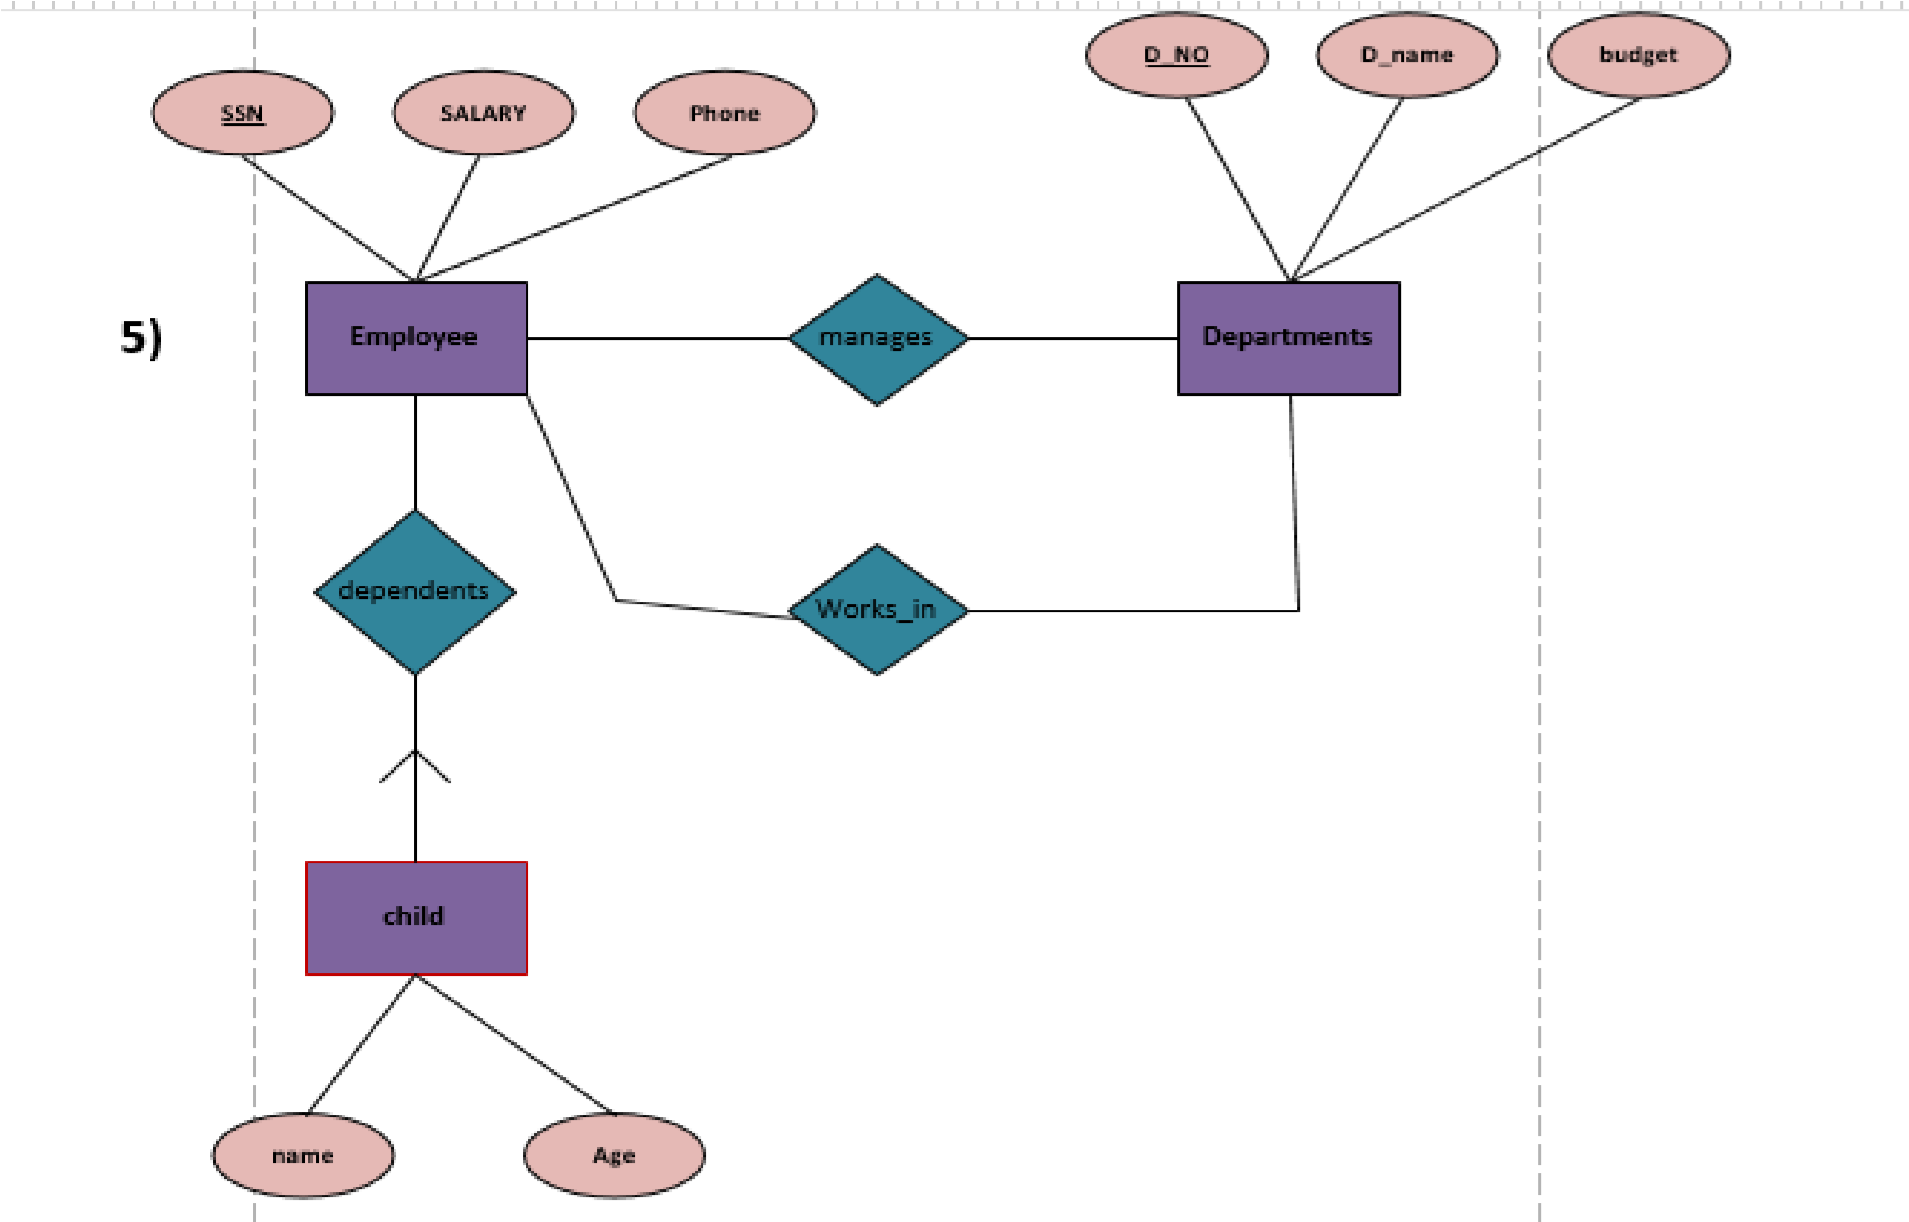 D_NO
D_name
budget
SSN
SALARY
Phone
5)
Employee
manages
Departments
dependents
Works_in
child
name
Age